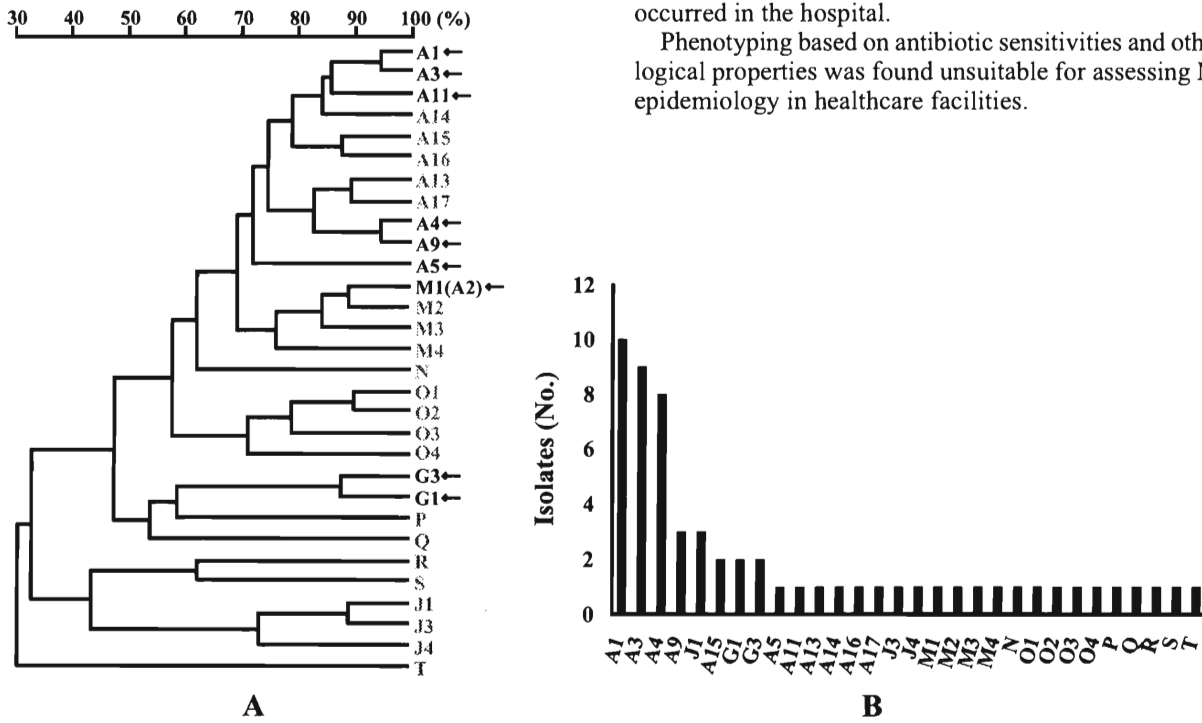 30 40 50 60 70 80 90 100 (%)
A1←
A3←
A11←
A14
A15
A16
A13
A17
A4←
A9←
A5←
M1(A2)←
M2
M3
M4
N
O1
O2
O3
O4
G3←
G1←
P
Q
R
S
J1
J3
J4
T
A
occurred in the hospital.
Phenotyping based on antibiotic sensitivities and oth
logical properties was found unsuitable for assessing M
epidemiology in healthcare facilities.
12
10
8
6
4
2
0
Isolates (No.)
A1 A3 A4 A9 J1 A15 G1 G3 A5 A11 A13 A14 A16 A17 J3 J4 M1 M2 M3 M4 N O1 O2 O3 O4 P Q R S T
B